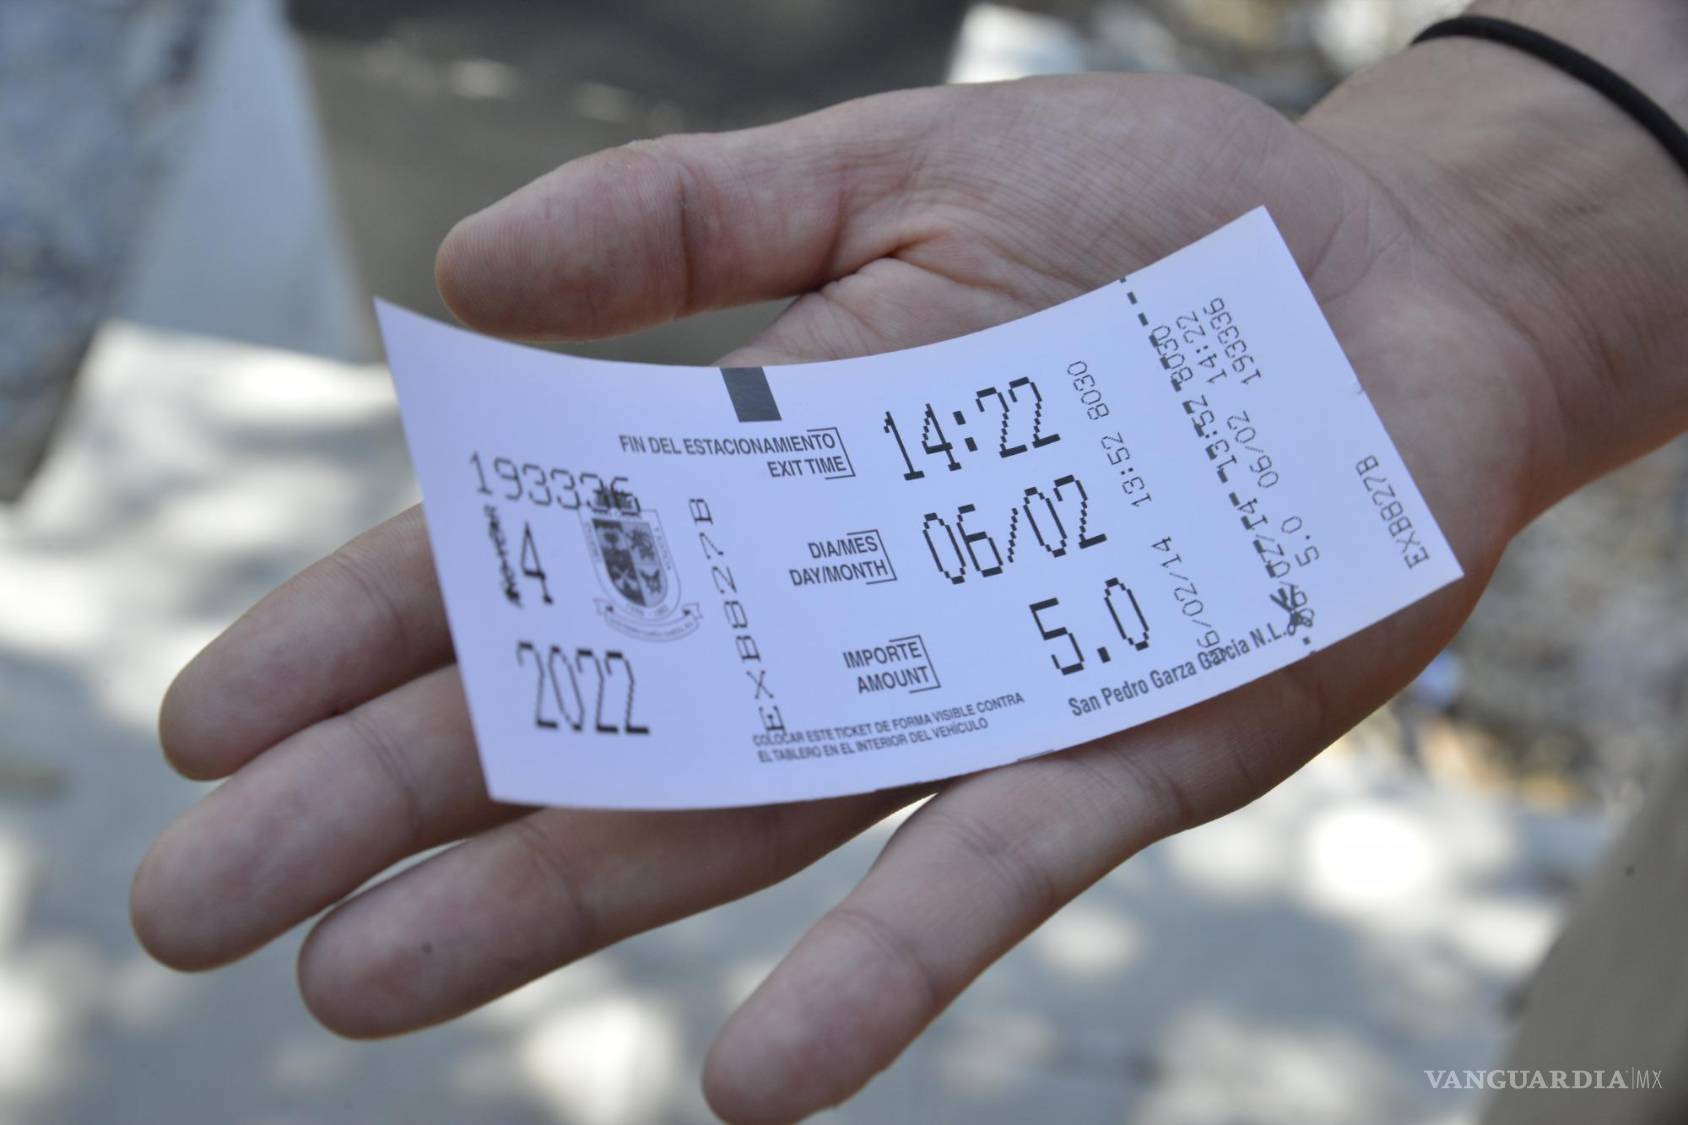 193336
4
2022
EXB827B
FIN DEL ESTACIONAMIENTO
EXIT TIME
14:22
DIA/MES
DAY/MONTH
06/02
IMPORTE
AMOUNT
5.0
COLOCAR ESTE TICKET DE FORMA VISIBLE CONTRA
EL TABLERO EN EL INTERIOR DEL VEHÍCULO
San Pedro Garza García N.L.
06/02/14 13:52 8030
06/02/14 13:52 8030
5.0 06/02 14:22
193336
EXB827B
VANGUARDIA|MX